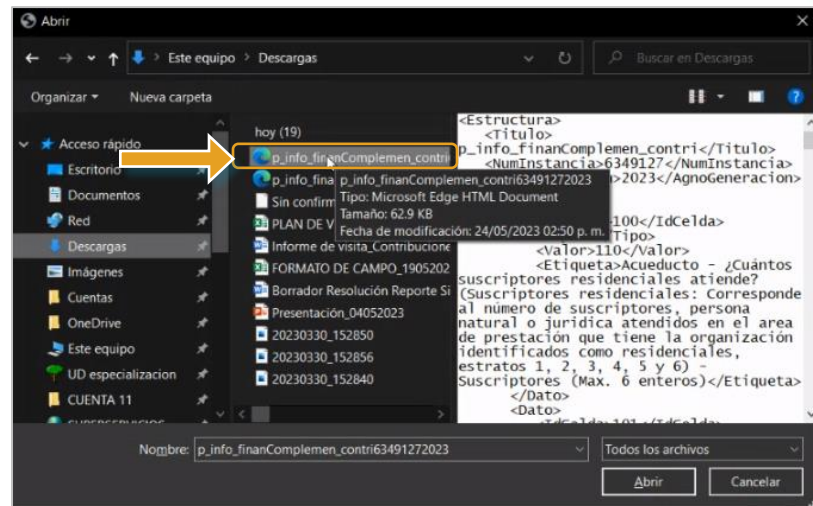 Abrir
Este equipo > Descargas
Buscar en Descargas
Organizar
Nueva carpeta
Acceso rápido
Escritorio
Documentos
Red
Descargas
Imágenes
Cuentas
OneDrive
Este equipo
UD especializacion
CUENTA 11
hoy (19)
p_info_finanComplemen_contri
p_info_fina
Sin confirm
PLAN DE V
Informe de visita_Contribucione
FORMATO DE CAMPO_1905202
Borrador Resolución Reporte Si
Presentación_04052023
20230330_152850
20230330_152856
20230330_152840
p_info_finanComplemen_contri63491272023
Tipo: Microsoft Edge HTML Document
Tamaño: 62.9 KB
Fecha de modificación: 24/05/2023 02:50 p. m.
<Estructura>
<Titulo>
p_info_finanComplemen_contri</Titulo>
<NumInstancia>6349127</NumInstancia>
>2023</AgnoGeneracion>
100</IdCelda>
Tipo>
<Valor>110</Valor>
<Etiqueta>Acueducto - ¿Cuántos
suscriptores residenciales atiende?
(Suscriptores residenciales: Corresponde
al número de suscriptores, persona
natural o juridica atendidos en el area
de prestación que tiene la organización
identificados como residenciales,
estratos 1, 2, 3, 4, 5 y 6) -
Suscriptores (Max. 6 enteros)</Etiqueta>
</Dato>
<Dato>
Nombre: p_info_finanComplemen_contri63491272023
Todos los archivos
Abrir
Cancelar